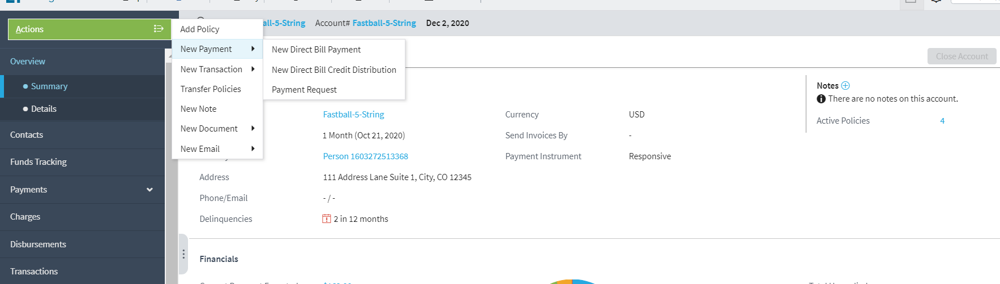 Actions
all-5-String Account# Fastball-5-String Dec 2, 2020
Add Policy
New Payment
New Transaction
Transfer Policies
New Note
New Document
New Email
New Direct Bill Payment
New Direct Bill Credit Distribution
Payment Request
Close Account
Overview
Summary
Details
Contacts
Funds Tracking
Payments
Charges
Disbursements
Transactions
Fastball-5-String
1 Month (Oct 21, 2020)
Person 1603272513368
Address 111 Address Lane Suite 1, City, CO 12345
Phone/Email - / -
Delinquencies 2 in 12 months
Currency USD
Send Invoices By -
Payment Instrument Responsive
Notes
There are no notes on this account.
Active Policies 4
Financials